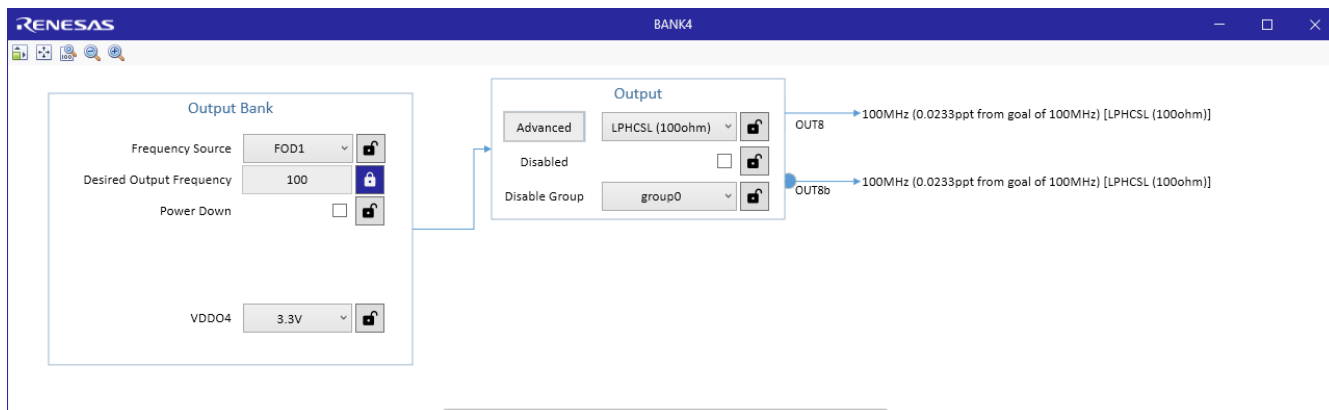 RENESAS
BANK4
100
Output Bank
Frequency Source
FOD1
Desired Output Frequency
100
Power Down
VDDO4
3.3V
Output
Advanced
LPHCSL (100ohm)
Disabled
Disable Group
group0
OUT8
100MHz (0.0233ppt from goal of 100MHz) [LPHCSL (100ohm)]
OUT8b
100MHz (0.0233ppt from goal of 100MHz) [LPHCSL (100ohm)]